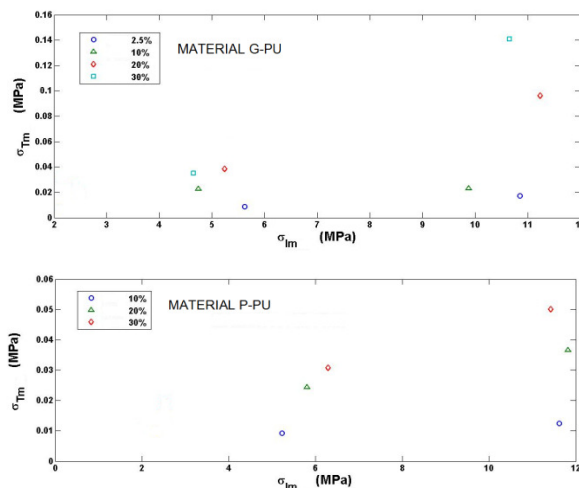 0.16
0.14
0.12
0.1
0.08
0.06
0.04
0.02
0
σTm (MPa)
2.5%
10%
20%
30%
MATERIAL G-PU
2 3 4 5 6 7 8 9 10 11 1
σIm (MPa)
0.06
0.05
0.04
0.03
0.02
0.01
0
σTm (MPa)
10%
20%
30%
MATERIAL P-PU
0 2 4 6 8 10 12
σIm (MPa)